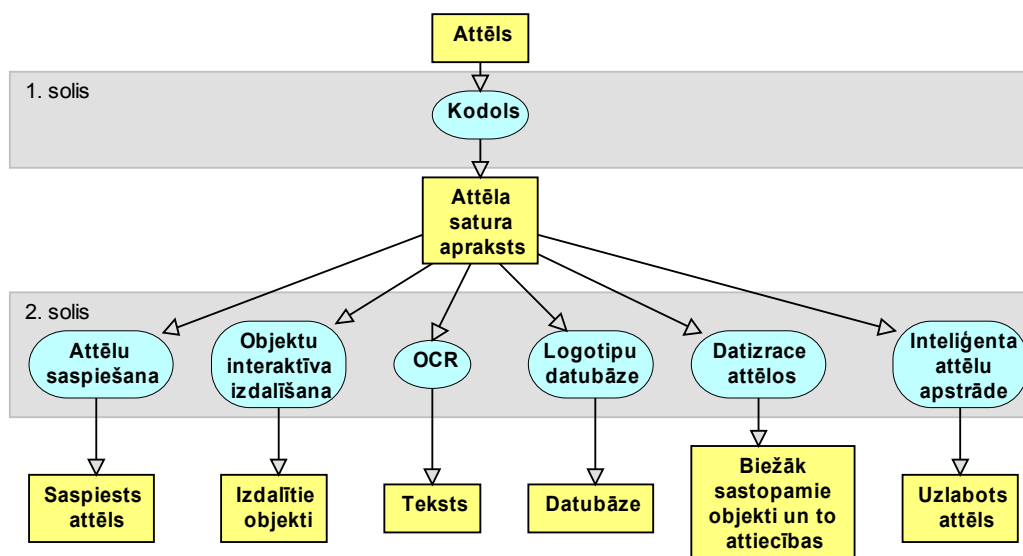 Attēls
1. solis
Kodols
Attēla
satura
apraksts
2. solis
Attēlu
saspiešana
Objektu
interaktīva
izdalīšana
OCR
Logotipu
datubāze
Datizrace
attēlos
Inteliģenta
attēlu
apstrāde
Saspiests
attēls
Izdalītie
objekti
Teksts
Datubāze
Biežāk
sastopamie
objekti un to
attiecības
Uzlabots
attēls